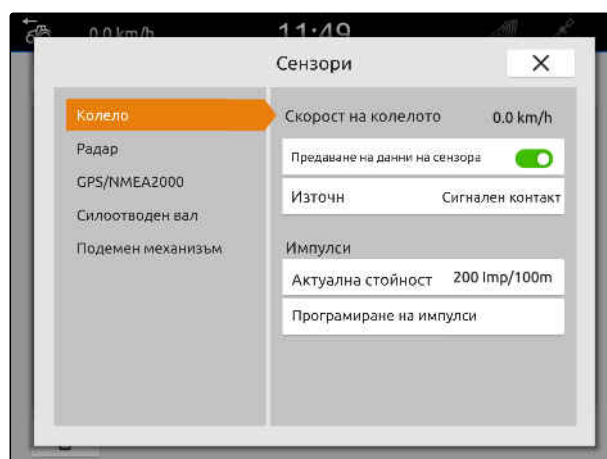 0.0 km/h 11:49
Сензори
Колело
Радар
GPS/NMEA2000
Силоотводен вал
Подемен механизъм
Скорост на колелото 0.0 km/h
Предаване на данни на сензора
Източн Сигнален контакт
Импулси
Актуална стойност 200 Imp/100m
Програмиране на импулси